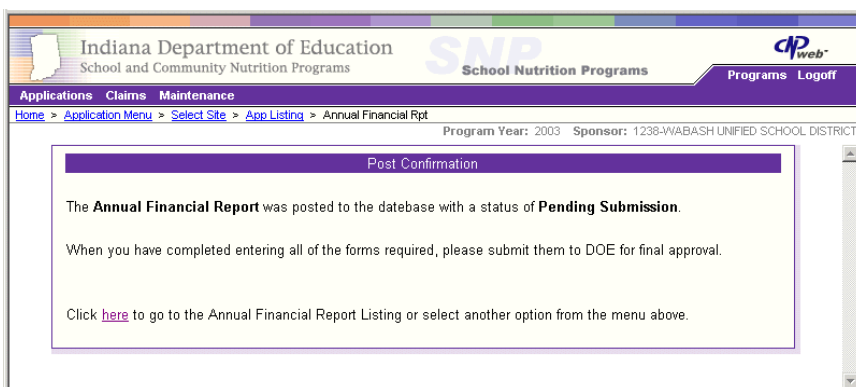 Indiana Department of Education
School and Community Nutrition Programs
SNP
School Nutrition Programs
CNPweb
Programs Logoff
Applications Claims Maintenance
Home > Application Menu > Select Site > App Listing > Annual Financial Rpt
Program Year: 2003 Sponsor: 1238-WABASH UNIFIED SCHOOL DISTRICT
Post Confirmation
The Annual Financial Report was posted to the datebase with a status of Pending Submission.
When you have completed entering all of the forms required, please submit them to DOE for final approval.
Click here to go to the Annual Financial Report Listing or select another option from the menu above.